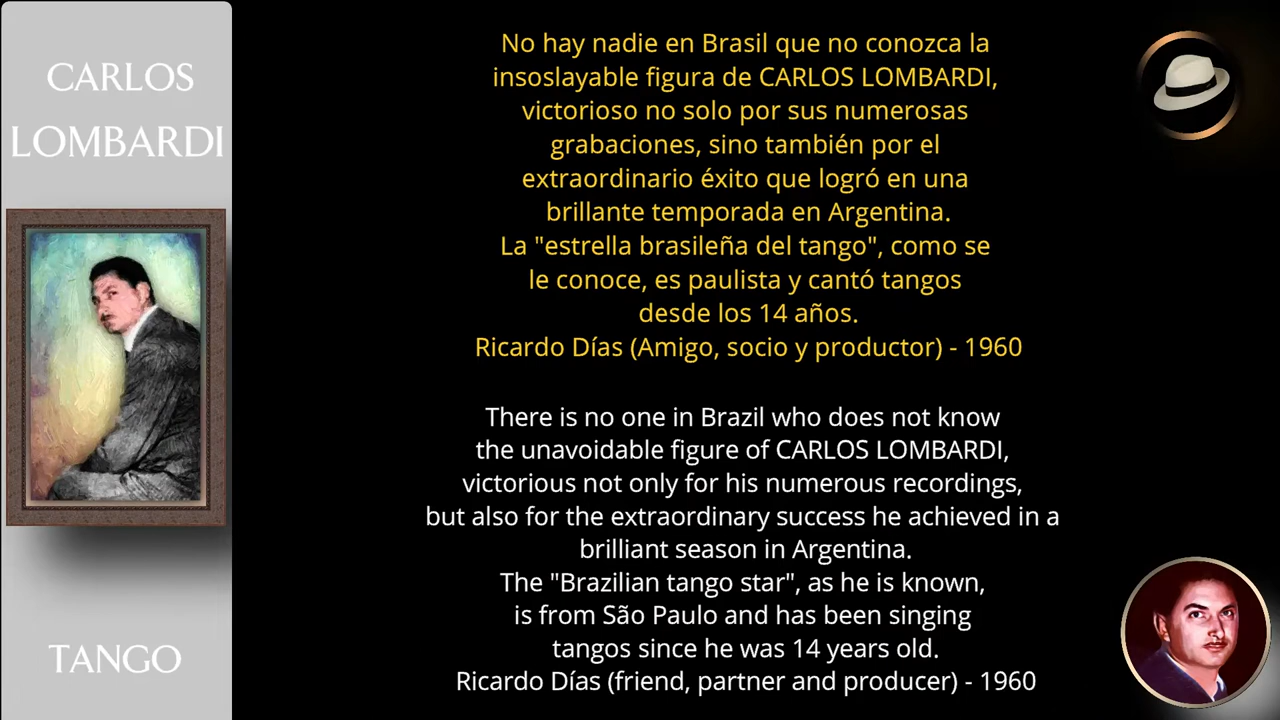 CARLOS
LOMBARDI
TANGO
No hay nadie en Brasil que no conozca la
insoslayable figura de CARLOS LOMBARDI,
victorioso no solo por sus numerosas
grabaciones, sino también por el
extraordinario éxito que logró en una
brillante temporada en Argentina.
La "estrella brasileña del tango", como se
le conoce, es paulista y cantó tangos
desde los 14 años.
Ricardo Días (Amigo, socio y productor) - 1960
There is no one in Brazil who does not know
the unavoidable figure of CARLOS LOMBARDI,
victorious not only for his numerous recordings,
but also for the extraordinary success he achieved in a
brilliant season in Argentina.
The "Brazilian tango star", as he is known,
is from São Paulo and has been singing
tangos since he was 14 years old.
Ricardo Días (friend, partner and producer) - 1960